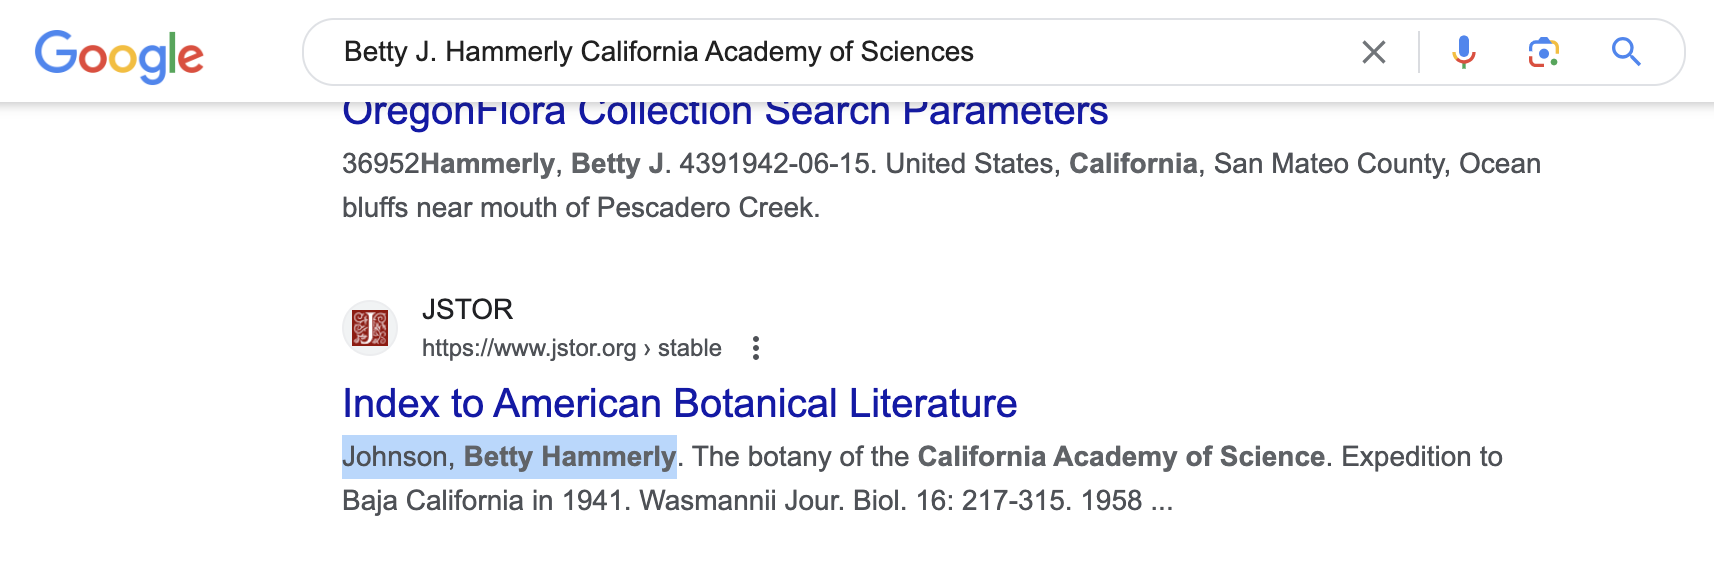 Google
Betty J. Hammerly California Academy of Sciences
OregonFlora Collection Search Parameters
36952Hammerly, Betty J. 4391942-06-15. United States, California, San Mateo County, Ocean
bluffs near mouth of Pescadero Creek.
J
JSTOR
https://www.jstor.org › stable
Index to American Botanical Literature
Johnson, Betty Hammerly. The botany of the California Academy of Science. Expedition to
Baja California in 1941. Wasmannii Jour. Biol. 16: 217-315. 1958 ...